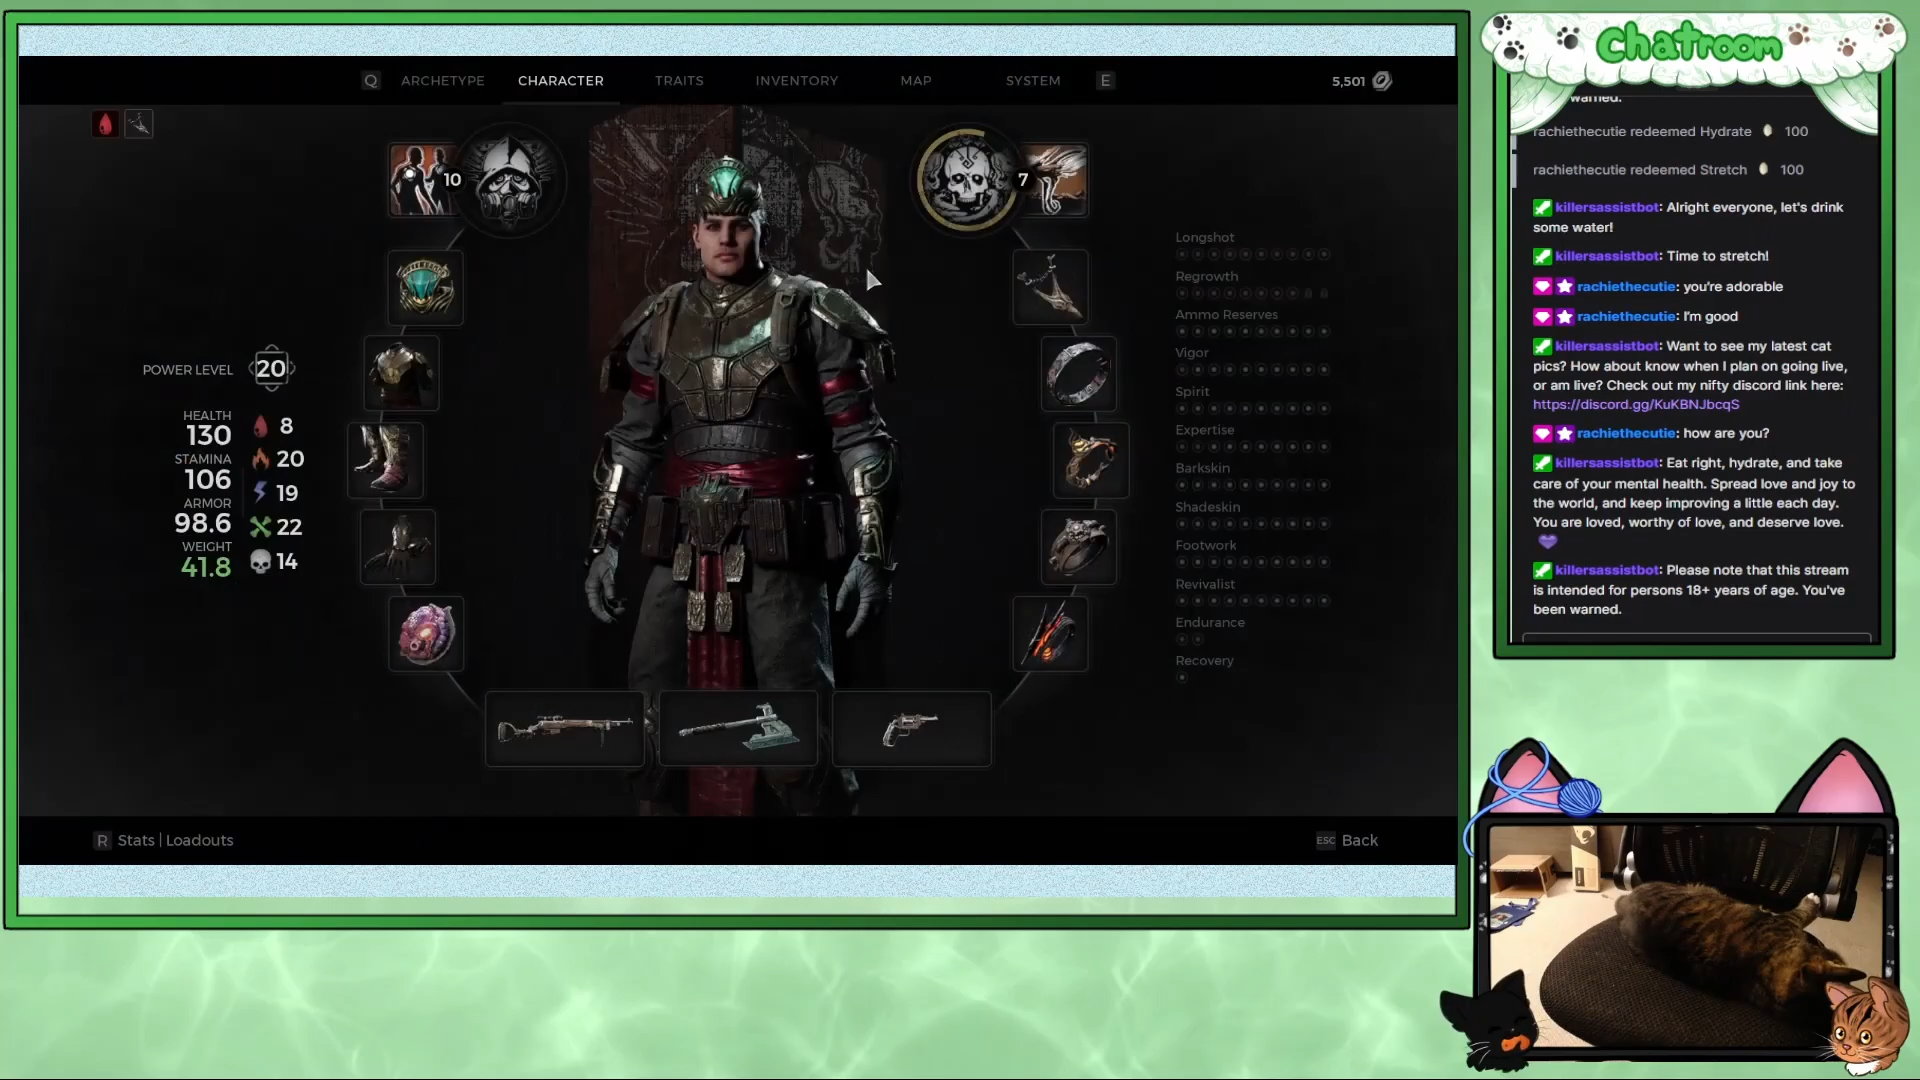 Q ARCHETYPE CHARACTER TRAITS INVENTORY MAP SYSTEM E 5,501
10
7
POWER LEVEL 20
HEALTH
130
8
STAMINA
106
20
ARMOR
98.6
19
WEIGHT
41.8
22
14
Longshot
Regrowth
Ammo Reserves
Vigor
Spirit
Expertise
Barkskin
Shadeskin
Footwork
Revivalist
Endurance
Recovery
R Stats | Loadouts
ESC Back
Chatroom
warned.
rachiethecutie redeemed Hydrate 100
rachiethecutie redeemed Stretch 100
killersassistbot: Alright everyone, let's drink
some water!
killersassistbot: Time to stretch!
rachiethecutie: you're adorable
rachiethecutie: I'm good
killersassistbot: Want to see my latest cat
pics? How about know when I plan on going live,
or am live? Check out my nifty discord link here:
https://discord.gg/KuKBNJbcqS
rachiethecutie: how are you?
killersassistbot: Eat right, hydrate, and take
care of your mental health. Spread love and joy to
the world, and keep improving a little each day.
You are loved, worthy of love, and deserve love.
killersassistbot: Please note that this stream
is intended for persons 18+ years of age. You've
been warned.